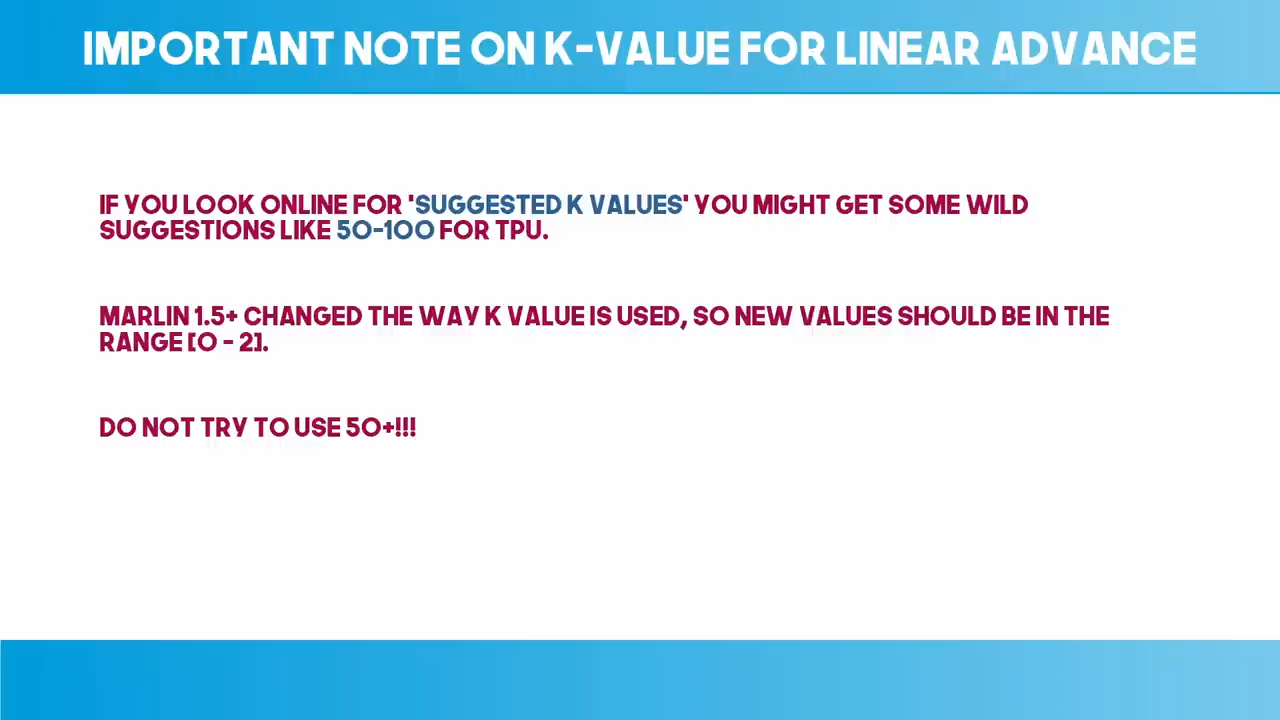 IMPORTANT NOTE ON K-VALUE FOR LINEAR ADVANCE
IF YOU LOOK ONLINE FOR 'SUGGESTED K VALUES' YOU MIGHT GET SOME WILD
SUGGESTIONS LIKE 50-100 FOR TPU.
MARLIN 1.5+ CHANGED THE WAY K VALUE IS USED, SO NEW VALUES SHOULD BE IN THE
RANGE [0 - 2].
DO NOT TRY TO USE 50+!!!